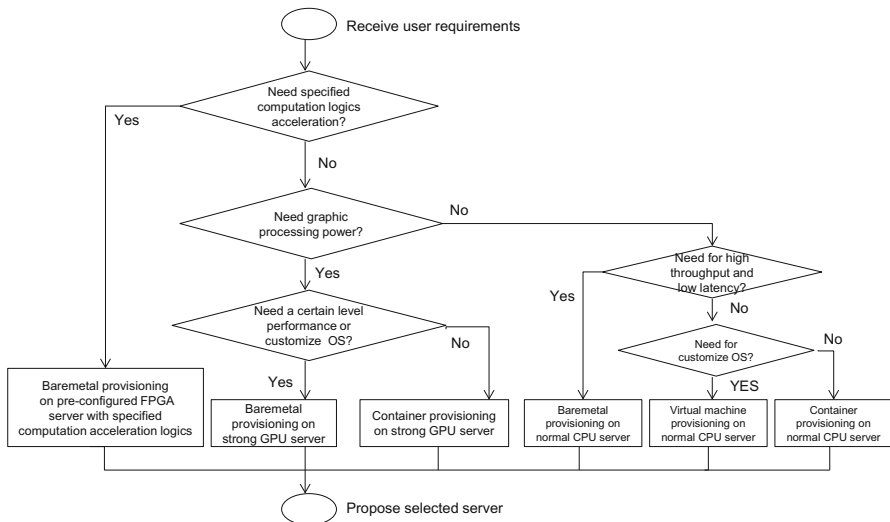 Receive user requirements
Need specified
computation logics
acceleration?
Yes
No
Need graphic
processing power?
No
Yes
Need for high
throughput and
low latency?
Yes
No
Need a certain level
performance or
customize OS?
No
Yes
Need for
customize OS?
No
YES
Baremetal provisioning
on pre-configured FPGA
server with specified
computation acceleration logics
Baremetal
provisioning on
strong GPU server
Container provisioning
on strong GPU server
Baremetal
provisioning on
normal CPU server
Virtual machine
provisioning on
normal CPU server
Container
provisioning on
normal CPU server
Propose selected server